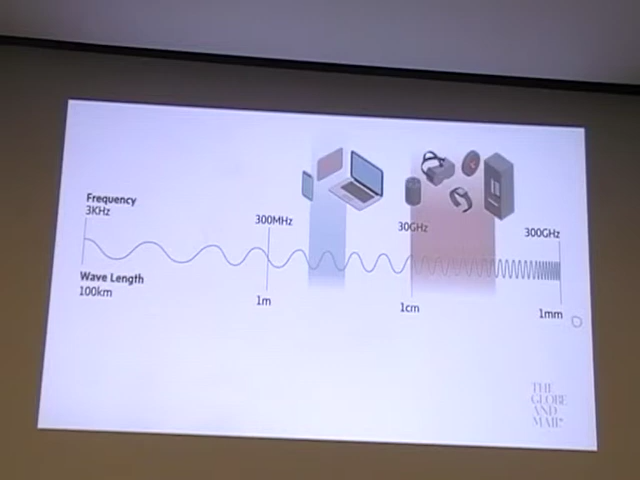 Frequency
3KHz
300MHz
30GHz
300GHz
Wave Length
100km
1m
1cm
1mm
THE
GLOBE
AND
MAIL*